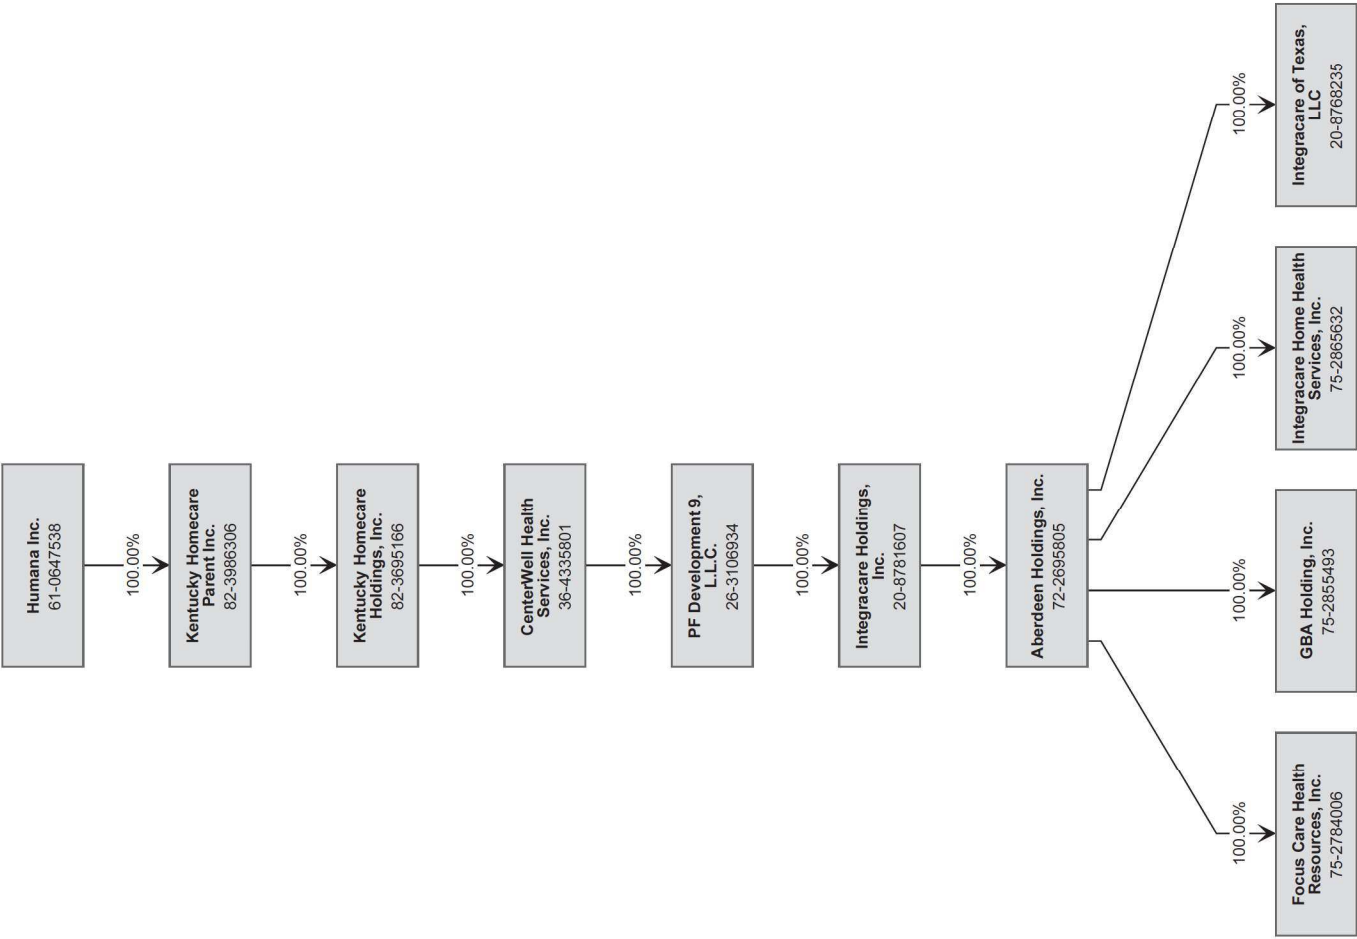 Humana Inc.
61-0647538
100.00%
Kentucky Homecare
Parent Inc.
82-3986306
100.00%
Kentucky Homecare
Holdings, Inc.
82-3695166
100.00%
CenterWell Health
Services, Inc.
36-4335801
100.00%
PF Development 9,
L.L.C.
26-3106934
100.00%
Integracare Holdings,
Inc.
20-8781607
100.00%
Aberdeen Holdings, Inc.
72-2695805
100.00%
100.00%
100.00%
100.00%
Focus Care Health
Resources, Inc.
75-2784006
GBA Holding, Inc.
75-2855493
Integracare Home Health
Services, Inc.
75-2865632
Integracare of Texas,
LLC
20-8768235